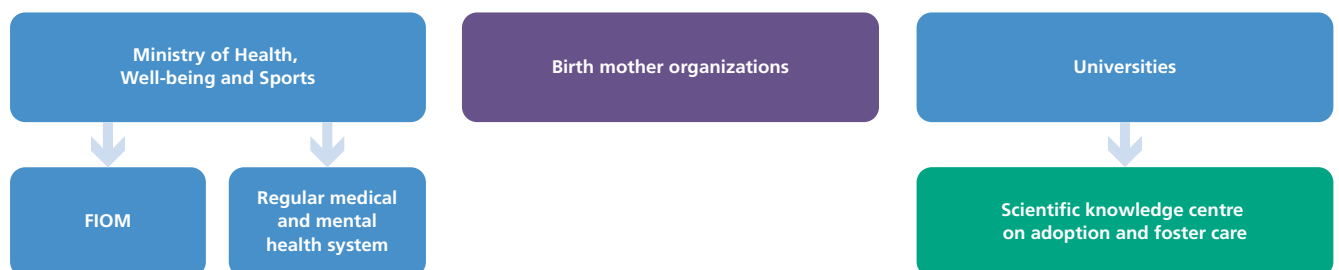 Ministry of Health,
Well-being and Sports
Birth mother organizations
Universities
FIOM
Regular medical
and mental
health system
Scientific knowledge centre
on adoption and foster care